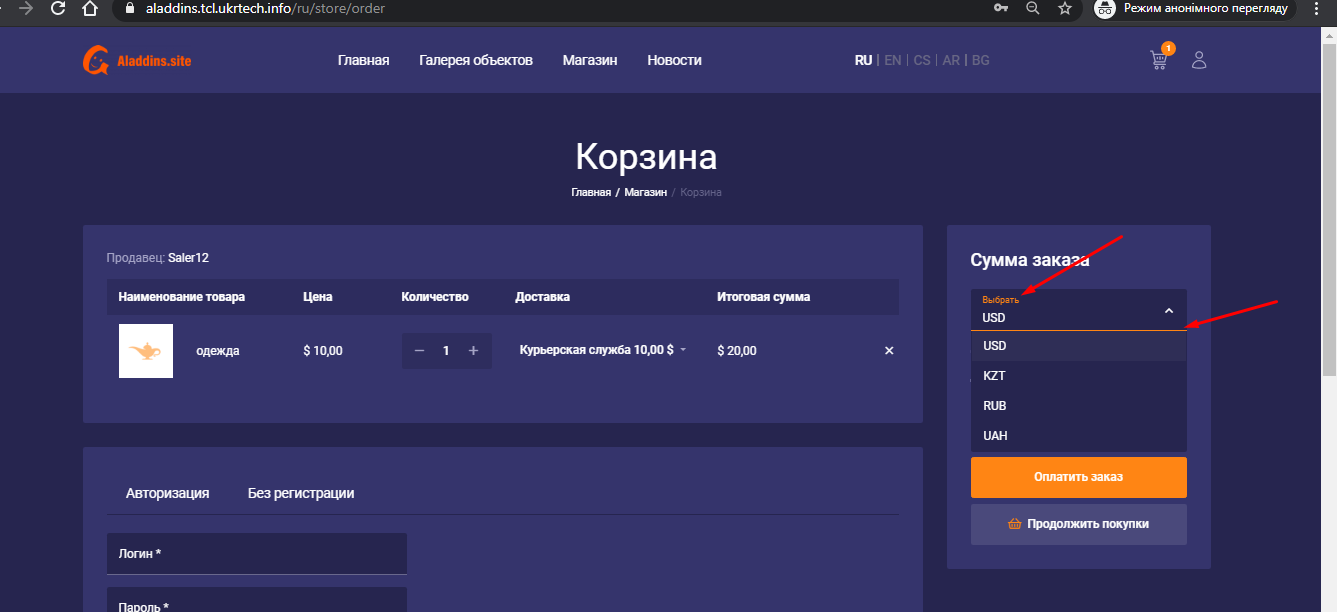 aladdins.tcl.ukrtech.info/ru/store/order
Режим анонімного перегляду
Aladdins.site
Главная Галерея объектов Магазин Новости
RU | EN | CS | AR | BG
1
Корзина
Главная / Магазин / Корзина
Продавец: Saler12
Наименование товара Цена Количество Доставка Итоговая сумма
одежда $ 10,00 − 1 + Курьерская служба 10,00 $ $ 20,00 ×
Авторизация Без регистрации
Логин *
Пароль *
Сумма заказа
Выбрать
USD
USD
KZT
RUB
UAH
Оплатить заказ
Продолжить покупки